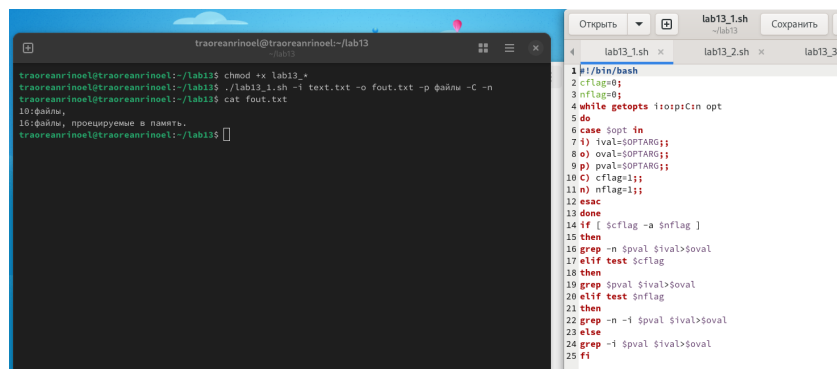 traoreanrinoel@traoreanrinoel:~/lab13
~/lab13
traoreanrinoel@traoreanrinoel:~/lab13$ chmod +x lab13_*
traoreanrinoel@traoreanrinoel:~/lab13$ ./lab13_1.sh -i text.txt -o fout.txt -p файлы -C -n
traoreanrinoel@traoreanrinoel:~/lab13$ cat fout.txt
10:файлы,
16:файлы, проецируемые в память.
traoreanrinoel@traoreanrinoel:~/lab13$
Открыть lab13_1.sh Сохранить
~/lab13
lab13_1.sh × lab13_2.sh × lab13_3
1 #!/bin/bash
2 cflag=0;
3 nflag=0;
4 while getopts i:o:p:C:n opt
5 do
6 case $opt in
7 i) ival=$OPTARG;;
8 o) oval=$OPTARG;;
9 p) pval=$OPTARG;;
10 C) cflag=1;;
11 n) nflag=1;;
12 esac
13 done
14 if [ $cflag -a $nflag ]
15 then
16 grep -n $pval $ival>$oval
17 elif test $cflag
18 then
19 grep $pval $ival>$oval
20 elif test $nflag
21 then
22 grep -n -i $pval $ival>$oval
23 else
24 grep -i $pval $ival>$oval
25 fi